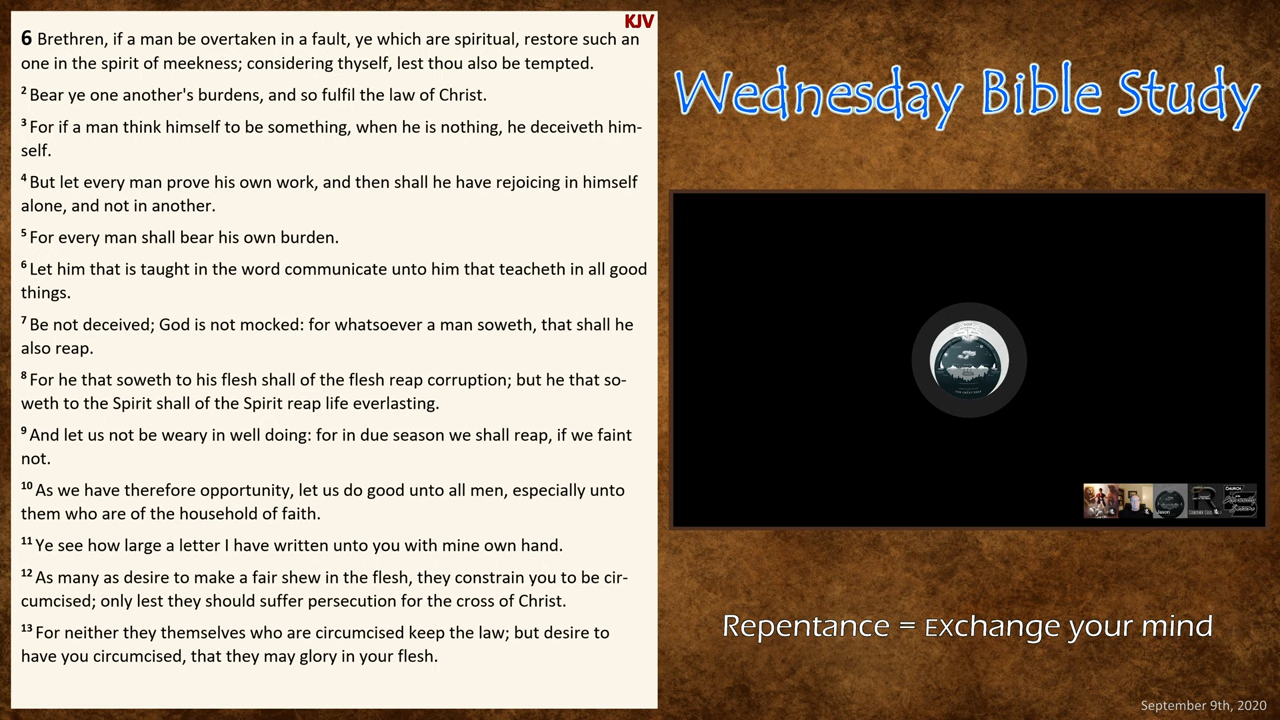 KJV
6 Brethren, if a man be overtaken in a fault, ye which are spiritual, restore such an
one in the spirit of meekness; considering thyself, lest thou also be tempted.
2 Bear ye one another's burdens, and so fulfil the law of Christ.
3 For if a man think himself to be something, when he is nothing, he deceiveth him-
self.
4 But let every man prove his own work, and then shall he have rejoicing in himself
alone, and not in another.
5 For every man shall bear his own burden.
6 Let him that is taught in the word communicate unto him that teacheth in all good
things.
7 Be not deceived; God is not mocked: for whatsoever a man soweth, that shall he
also reap.
8 For he that soweth to his flesh shall of the flesh reap corruption; but he that so-
weth to the Spirit shall of the Spirit reap life everlasting.
9 And let us not be weary in well doing: for in due season we shall reap, if we faint
not.
10 As we have therefore opportunity, let us do good unto all men, especially unto
them who are of the household of faith.
11 Ye see how large a letter I have written unto you with mine own hand.
12 As many as desire to make a fair shew in the flesh, they constrain you to be cir-
cumcised; only lest they should suffer persecution for the cross of Christ.
13 For neither they themselves who are circumcised keep the law; but desire to
have you circumcised, that they may glory in your flesh.
Wednesday Bible Study
Jason
CHURCH
Repentance = EXchange your mind
September 9th, 2020